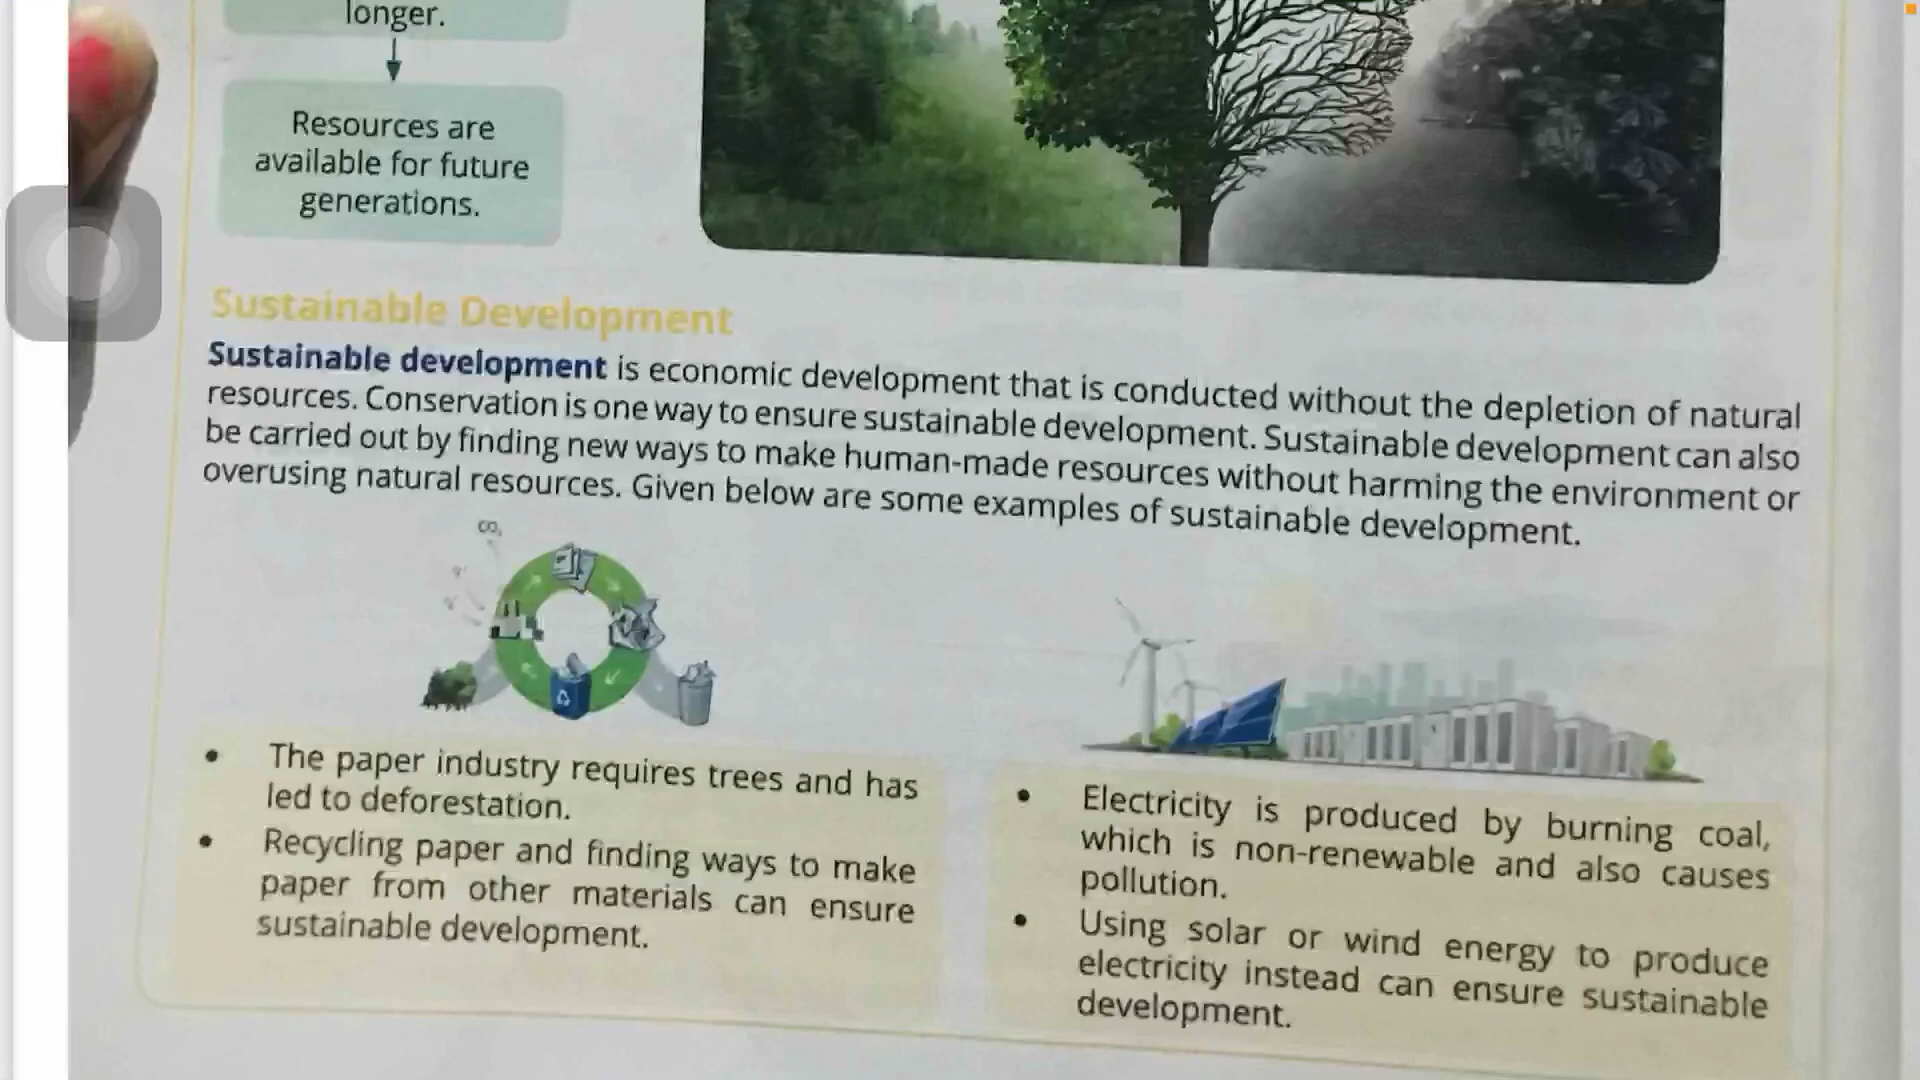 longer.
Resources are
available for future
generations.
Sustainable Development
Sustainable development is economic development that is conducted without the depletion of natural
resources. Conservation is one way to ensure sustainable development. Sustainable development can also
be carried out by finding new ways to make human-made resources without harming the environment or
overusing natural resources. Given below are some examples of sustainable development.
CO₂
The paper industry requires trees and has
led to deforestation.
Recycling paper and finding ways to make
paper from other materials can ensure
sustainable development.
Electricity is produced by burning coal,
which is non-renewable and also causes
pollution.
Using solar or wind energy to produce
electricity instead can ensure sustainable
development.